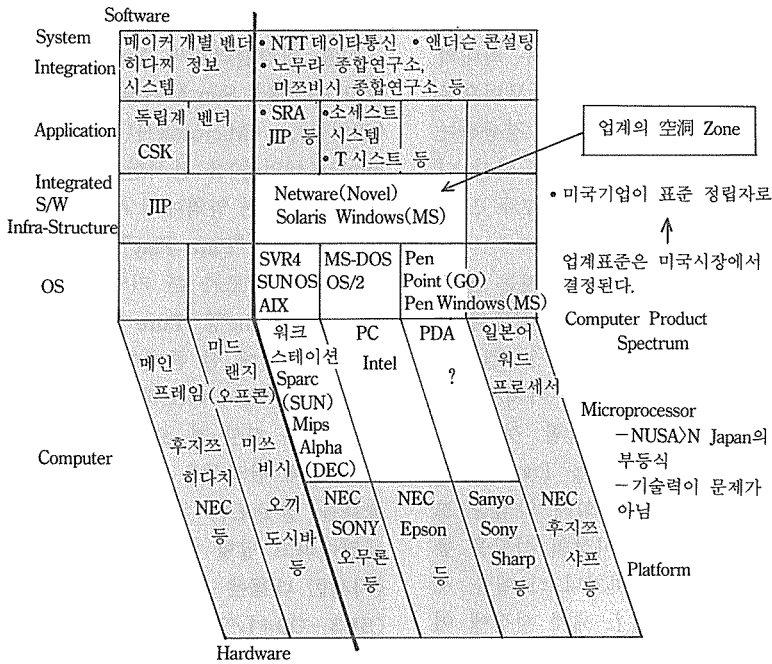 Software
System
Integration
메이커 개별 벤더
히다찌 정보
시스템
• NTT 데이타통신 • 앤더슨 콘설팅
• 노무라 종합연구소,
미쯔비시 종합연구소 등
Application
독립계 벤더
CSK
• SRA
JIP 등
• 소세스트
시스템
• T 시스트 등
업계의 空洞 Zone
Integrated
S/W
Infra-Structure
JIP
Netware(Novel)
Solaris Windows(MS)
• 미국기업이 표준 정립자로
↑
업계표준은 미국시장에서
결정된다.
OS
SVR4
SUN OS
AIX
MS-DOS
OS/2
Pen
Point(GO)
Pen Windows(MS)
Computer Product
Spectrum
Computer
메인
프레임
후지쯔
히다치
NEC
등
미드
랜지
(오프콘)
미쯔
비시
오끼
도시바
등
워크
스테이션
Sparc
(SUN)
Mips
Alpha
(DEC)
NEC
SONY
오무론
등
PC
Intel
NEC
Epson
등
PDA
?
Sanyo
Sony
Sharp
등
일본어
워드
프로세서
NEC
후지쯔
샤프
등
Microprocessor
－NUSA〉N Japan의
부등식
－기술력이 문제가
아님
Platform
Hardware